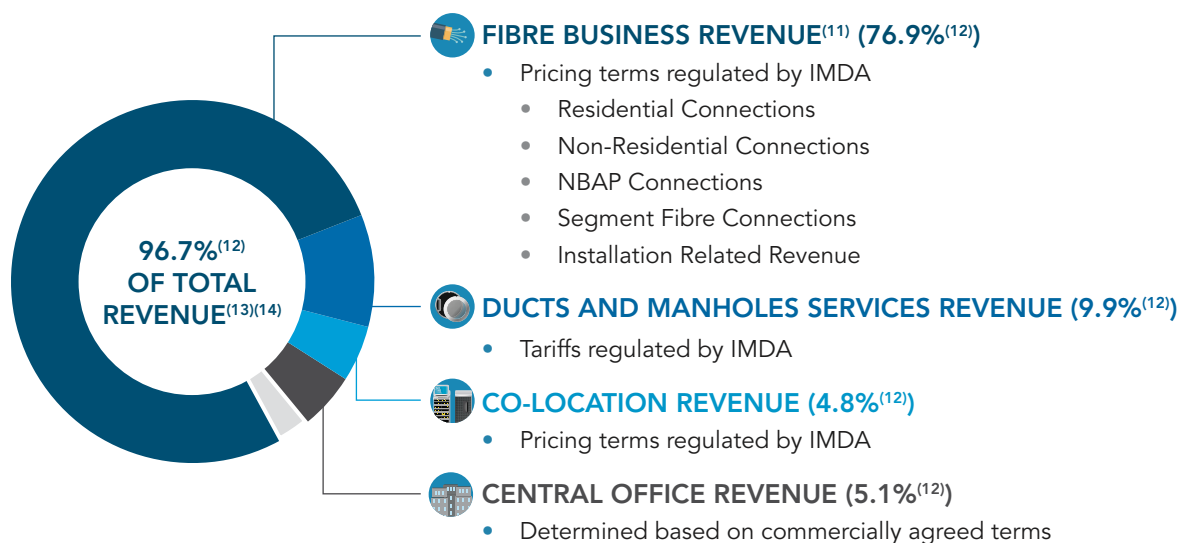 96.7%(12)
OF TOTAL
REVENUE(13)(14)
FIBRE BUSINESS REVENUE(11) (76.9%(12))
• Pricing terms regulated by IMDA
• Residential Connections
• Non-Residential Connections
• NBAP Connections
• Segment Fibre Connections
• Installation Related Revenue
DUCTS AND MANHOLES SERVICES REVENUE (9.9%(12))
• Tariffs regulated by IMDA
CO-LOCATION REVENUE (4.8%(12))
• Pricing terms regulated by IMDA
CENTRAL OFFICE REVENUE (5.1%(12))
• Determined based on commercially agreed terms